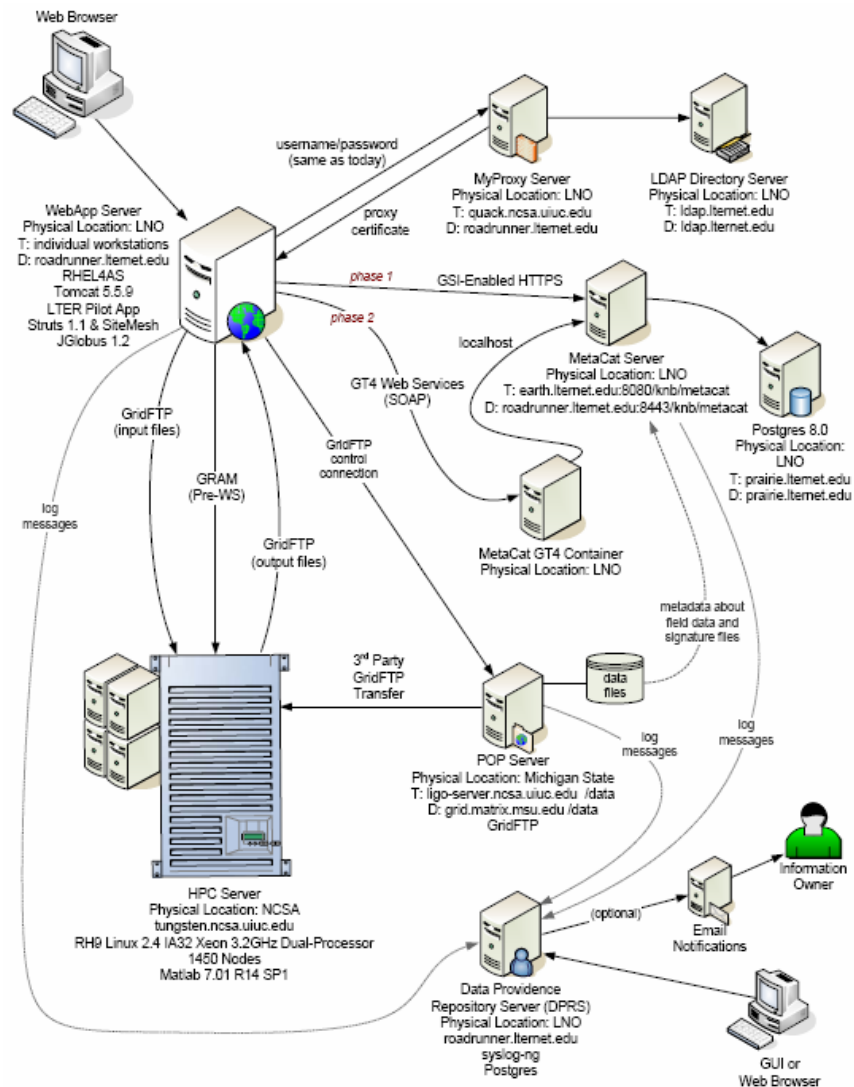 Web Browser
username/password
(same as today)
MyProxy Server
Physical Location: LNO
T: quack.ncsa.uiuc.edu
D: roadrunner.lternet.edu
LDAP Directory Server
Physical Location: LNO
T: ldap.lternet.edu
D: ldap.lternet.edu
proxy
certificate
WebApp Server
Physical Location: LNO
T: individual workstations
D: roadrunner.lternet.edu
RHEL4AS
Tomcat 5.5.9
LTER Pilot App
Struts 1.1 & SiteMesh
JGlobus 1.2
phase 1
GSI-Enabled HTTPS
phase 2
localhost
MetaCat Server
Physical Location: LNO
T: earth.lternet.edu:8080/knb/metacat
D: roadrunner.lternet.edu:8443/knb/metacat
GT4 Web Services
(SOAP)
Postgres 8.0
Physical Location:
LNO
T: prairie.lternet.edu
D: prairie.lternet.edu
GridFTP
(input files)
GRAM
(Pre-WS)
GridFTP
control
connection
log
messages
GridFTP
(output files)
MetaCat GT4 Container
Physical Location: LNO
metadata about
field data and
signature files
3rd Party
GridFTP
Transfer
data
files
log
messages
log
messages
POP Server
Physical Location: Michigan State
T: ligo-server.ncsa.uiuc.edu /data
D: grid.matrix.msu.edu /data
GridFTP
HPC Server
Physical Location: NCSA
tungsten.ncsa.uiuc.edu
RH9 Linux 2.4 IA32 Xeon 3.2GHz Dual-Processor
1450 Nodes
Matlab 7.01 R14 SP1
Information
Owner
(optional)
Email
Notifications
Data Providence
Repository Server (DPRS)
Physical Location: LNO
roadrunner.lternet.edu
syslog-ng
Postgres
GUI or
Web Browser